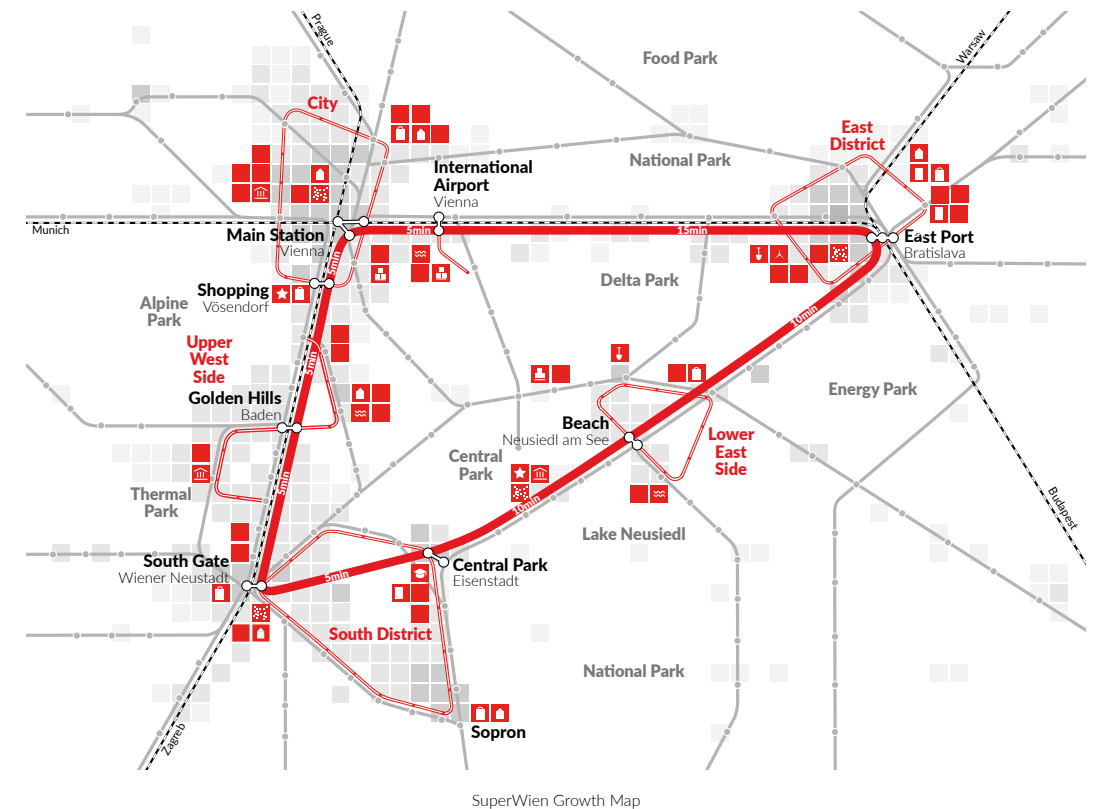 Prague
Warsaw
Food Park
City
East
District
National Park
International
Airport
Vienna
Munich
5min
15min
Main Station
Vienna
East Port
Bratislava
5min
Shopping
Vösendorf
Delta Park
Alpine
Park
10min
Upper
West
Side
5min
Golden Hills
Baden
Energy Park
Beach
Neusiedl am See
Lower
East
Side
Central
Park
5min
Thermal
Park
10min
Budapest
Lake Neusiedl
South Gate
Wiener Neustadt
5min
Central Park
Eisenstadt
South District
National Park
Sopron
Zagreb
SuperWien Growth Map